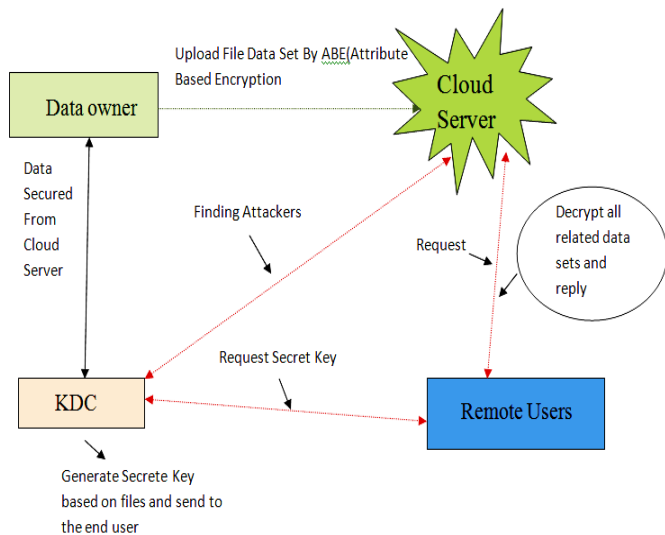 Upload File Data Set By ABE(Attribute
Based Encryption
Cloud
Server
Data owner
Data
Secured
From
Cloud
Server
Finding Attackers
Request
Decrypt all
related data
sets and
reply
Request Secret Key
KDC
Remote Users
Generate Secrete Key
based on files and send to
the end user